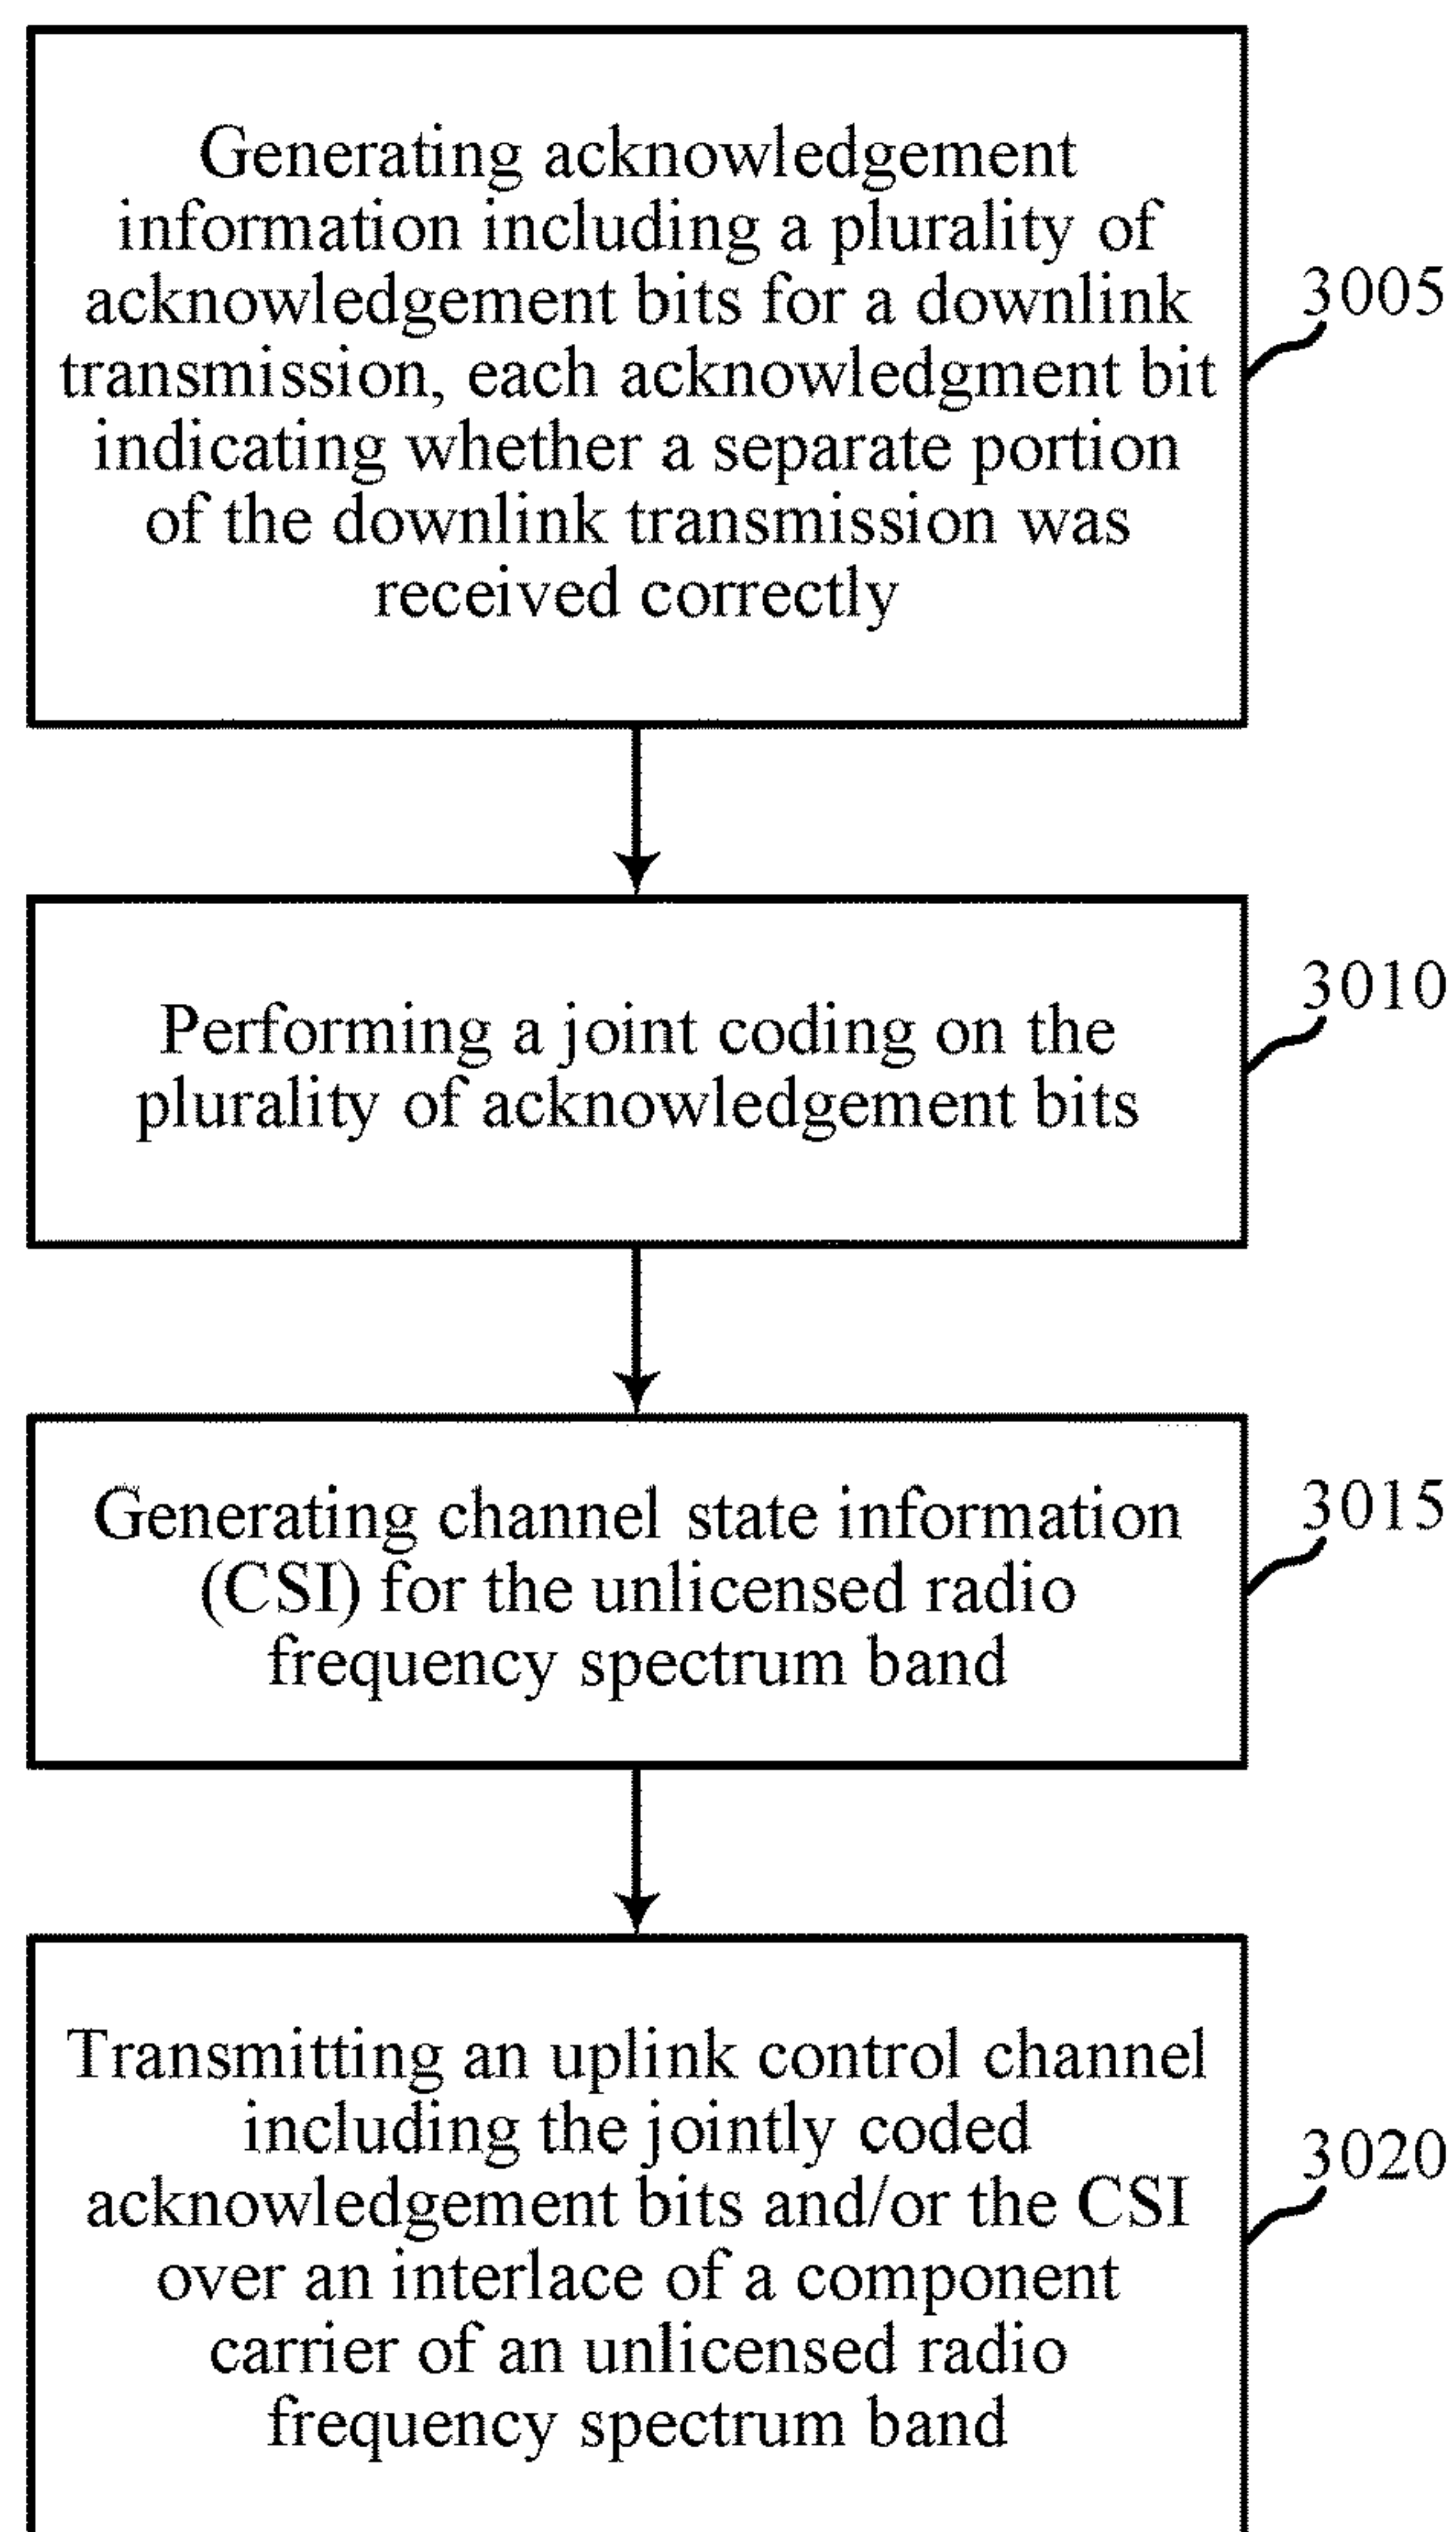 Generating acknowledgement
information including a plurality of
acknowledgement bits for a downlink
transmission, each acknowledgment bit
indicating whether a separate portion
of the downlink transmission was
received correctly
3005
Performing a joint coding on the
plurality of acknowledgement bits
3010
Generating channel state information
(CSI) for the unlicensed radio
frequency spectrum band
3015
Transmitting an uplink control channel
including the jointly coded
acknowledgement bits and/or the CSI
over an interlace of a component
carrier of an unlicensed radio
frequency spectrum band
3020